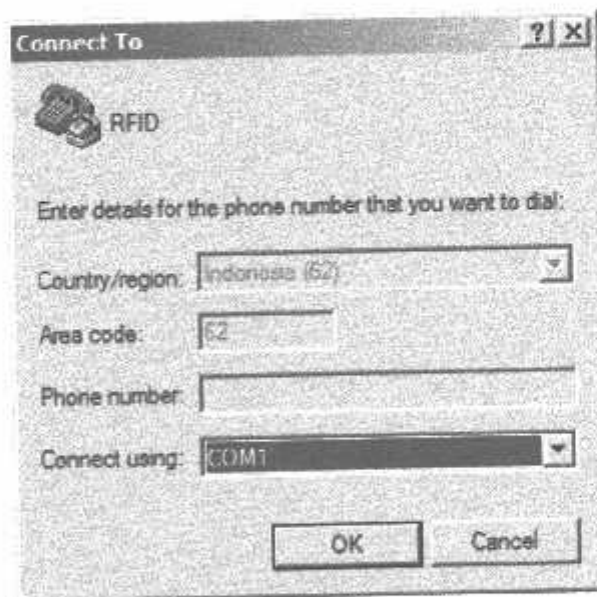 Connect To
RFID
Enter details for the phone number that you want to dial:
Country/region: Indonesia (62)
Area code: 62
Phone number:
Connect using: COM1
OK Cancel